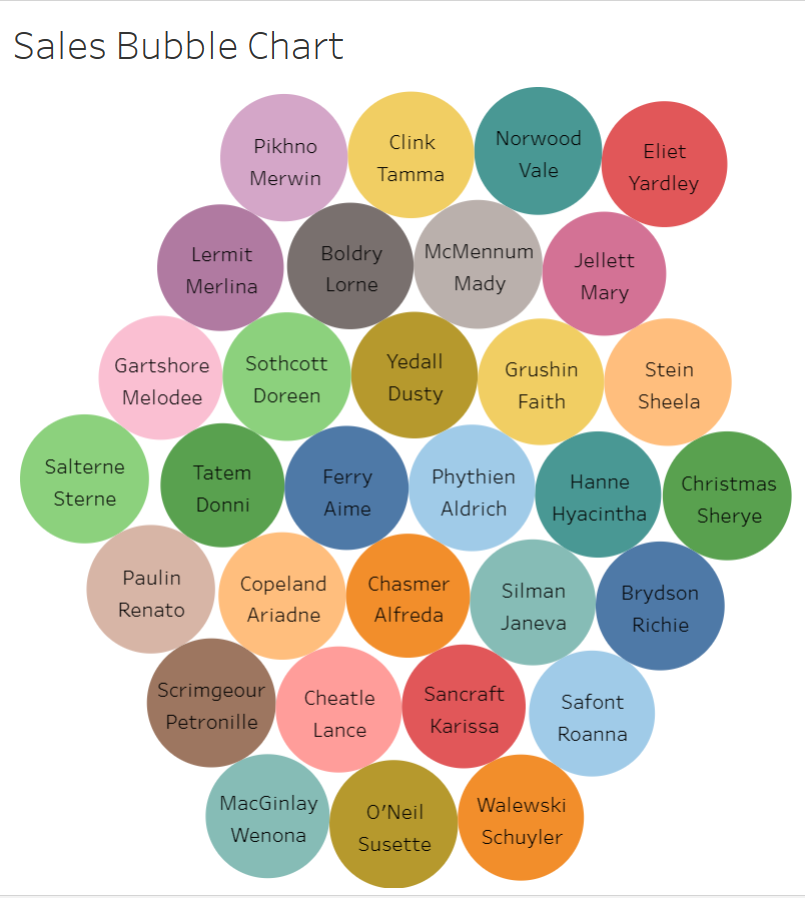 Sales Bubble Chart
Pikhno
Merwin
Clink
Tamma
Norwood
Vale
Eliet
Yardley
Lermit
Merlina
Boldry
Lorne
McMennum
Mady
Jellett
Mary
Gartshore
Melodee
Sothcott
Doreen
Yedall
Dusty
Grushin
Faith
Stein
Sheela
Salterne
Sterne
Tatem
Donni
Ferry
Aime
Phythien
Aldrich
Hanne
Hyacintha
Christmas
Sherye
Paulin
Renato
Copeland
Ariadne
Chasmer
Alfreda
Silman
Janeva
Brydson
Richie
Scrimgeour
Petronille
Cheatle
Lance
Sancraft
Karissa
Safont
Roanna
MacGinlay
Wenona
O'Neil
Susette
Walewski
Schuyler